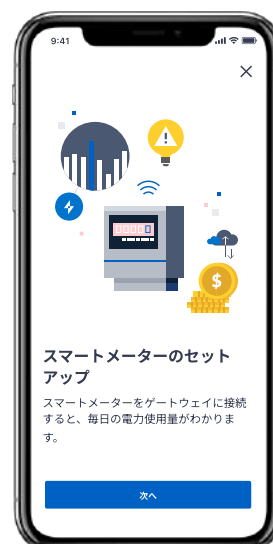 9:41
$
スマートメーターのセット
アップ
スマートメーターをゲートウェイに接続
すると、毎日の電力使用量がわかりま
す。
次へ